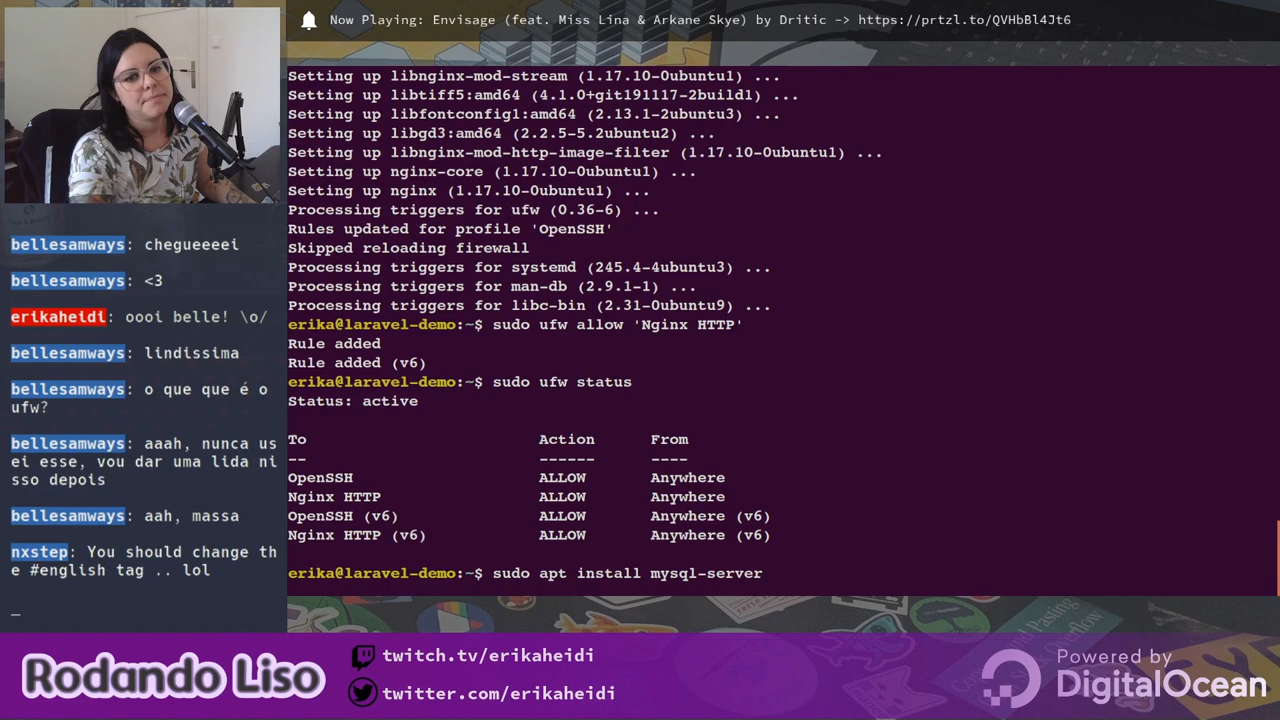 Now Playing: Envisage (feat. Miss Lina & Arkane Skye) by Dritic -> https://prtzl.to/QVHbBl4Jt6
Setting up libnginx-mod-stream (1.17.10-0ubuntu1) ...
Setting up libtiff5:amd64 (4.1.0+git191117-2build1) ...
Setting up libfontconfig1:amd64 (2.13.1-2ubuntu3) ...
Setting up libgd3:amd64 (2.2.5-5.2ubuntu2) ...
Setting up libnginx-mod-http-image-filter (1.17.10-0ubuntu1) ...
Setting up nginx-core (1.17.10-0ubuntu1) ...
Setting up nginx (1.17.10-0ubuntu1) ...
Processing triggers for ufw (0.36-6) ...
Rules updated for profile 'OpenSSH'
Skipped reloading firewall
Processing triggers for systemd (245.4-4ubuntu3) ...
Processing triggers for man-db (2.9.1-1) ...
Processing triggers for libc-bin (2.31-0ubuntu9) ...
erika@laravel-demo:~$ sudo ufw allow 'Nginx HTTP'
Rule added
Rule added (v6)
erika@laravel-demo:~$ sudo ufw status
Status: active
To Action From
-- ------ ----
OpenSSH ALLOW Anywhere
Nginx HTTP ALLOW Anywhere
OpenSSH (v6) ALLOW Anywhere (v6)
Nginx HTTP (v6) ALLOW Anywhere (v6)
erika@laravel-demo:~$ sudo apt install mysql-server
bellesamways: chegueeeei
bellesamways: <3
erikaheidi: oooi belle! \o/
bellesamways: lindissima
bellesamways: o que que é o
ufw?
bellesamways: aaah, nunca us
ei esse, vou dar uma lida ni
sso depois
bellesamways: aah, massa
nxstep: You should change th
e #english tag .. lol
_
Rodando Liso
twitch.tv/erikaheidi
twitter.com/erikaheidi
Powered by
DigitalOcean